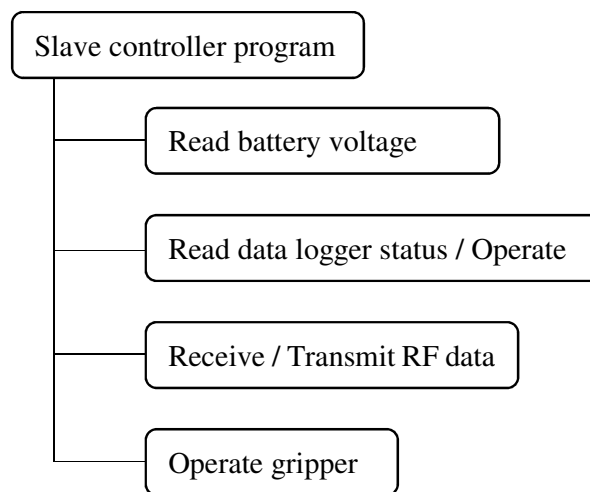 Slave controller program
Read battery voltage
Read data logger status / Operate
Receive / Transmit RF data
Operate gripper